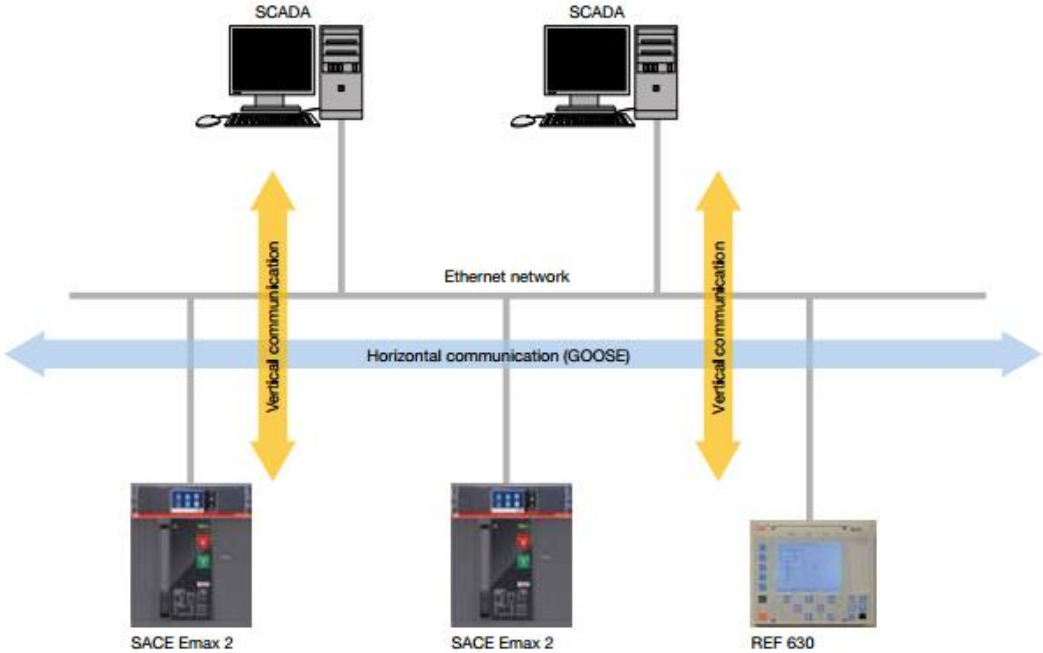 SCADA
SCADA
Ethernet network
Vertical communication
Vertical communication
Horizontal communication (GOOSE)
SACE Emax 2
SACE Emax 2
REF 630